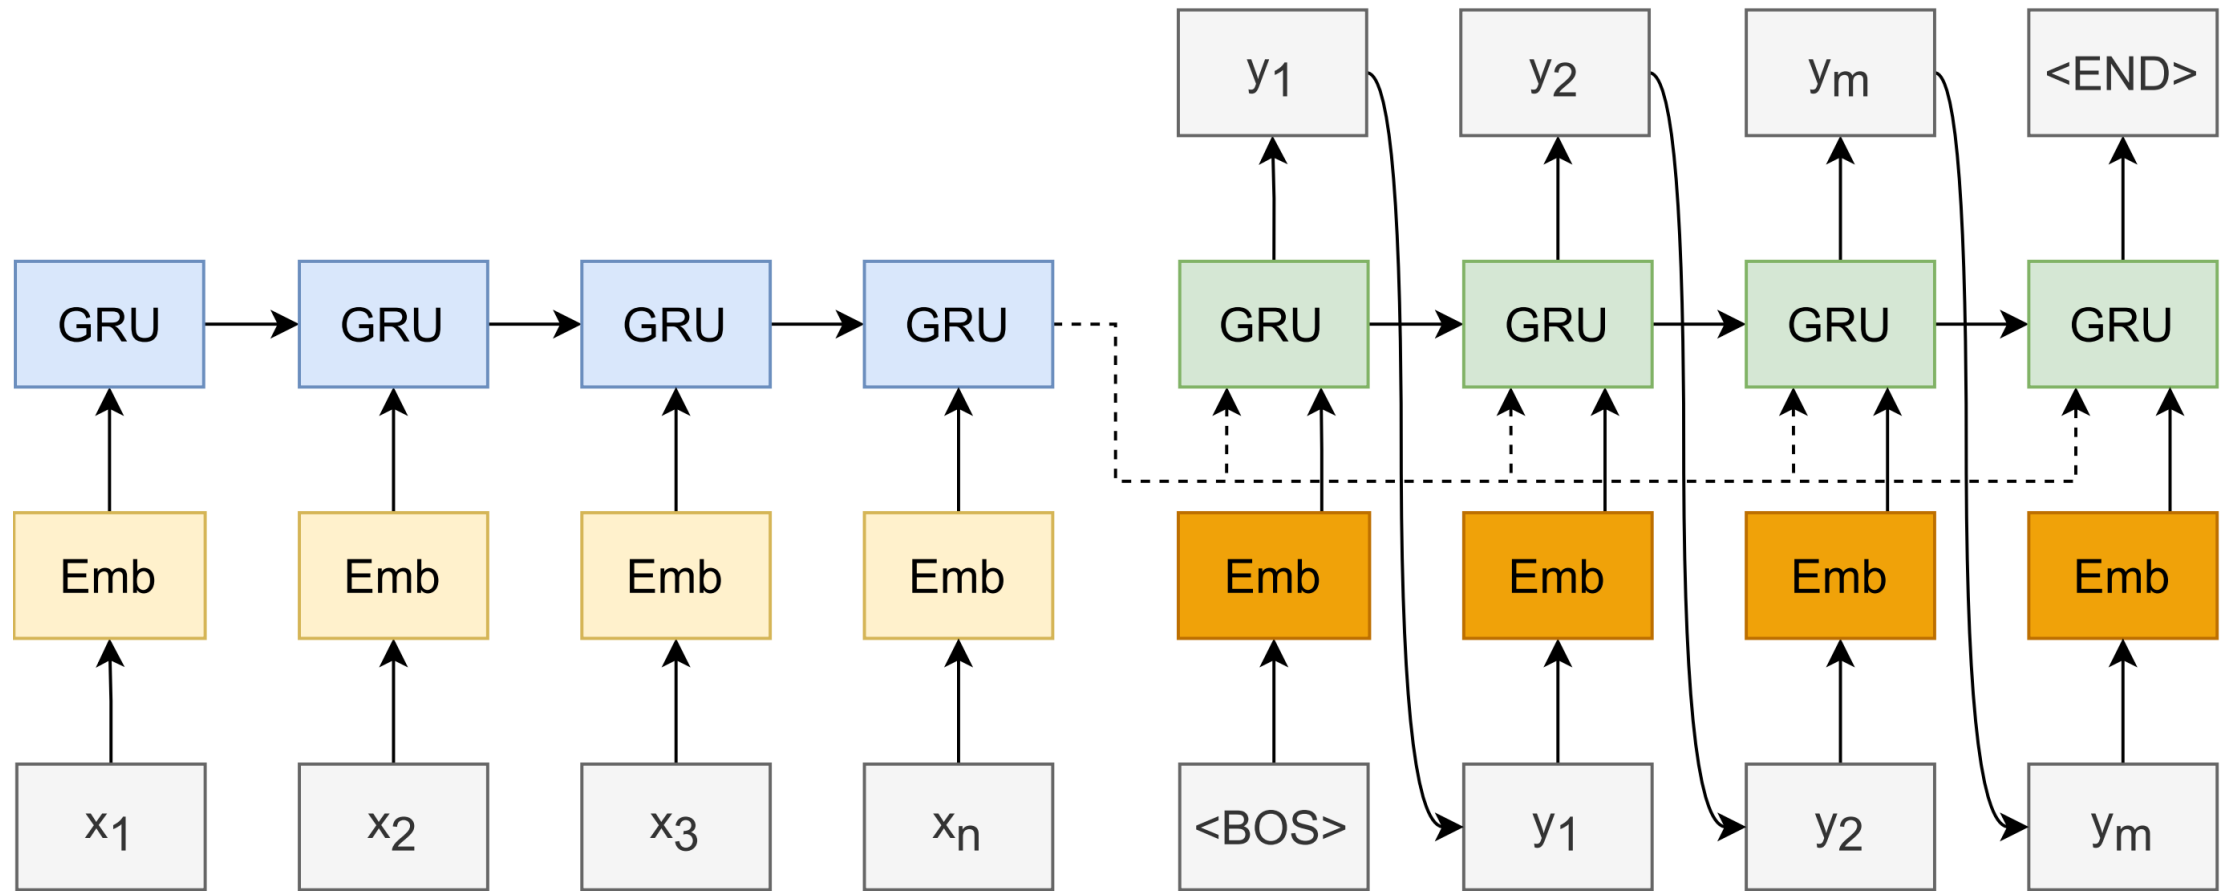 y1 y2 ym <END>
GRU GRU GRU GRU GRU GRU GRU GRU
Emb Emb Emb Emb Emb Emb Emb Emb
x1 x2 x3 xn <BOS> y1 y2 ym